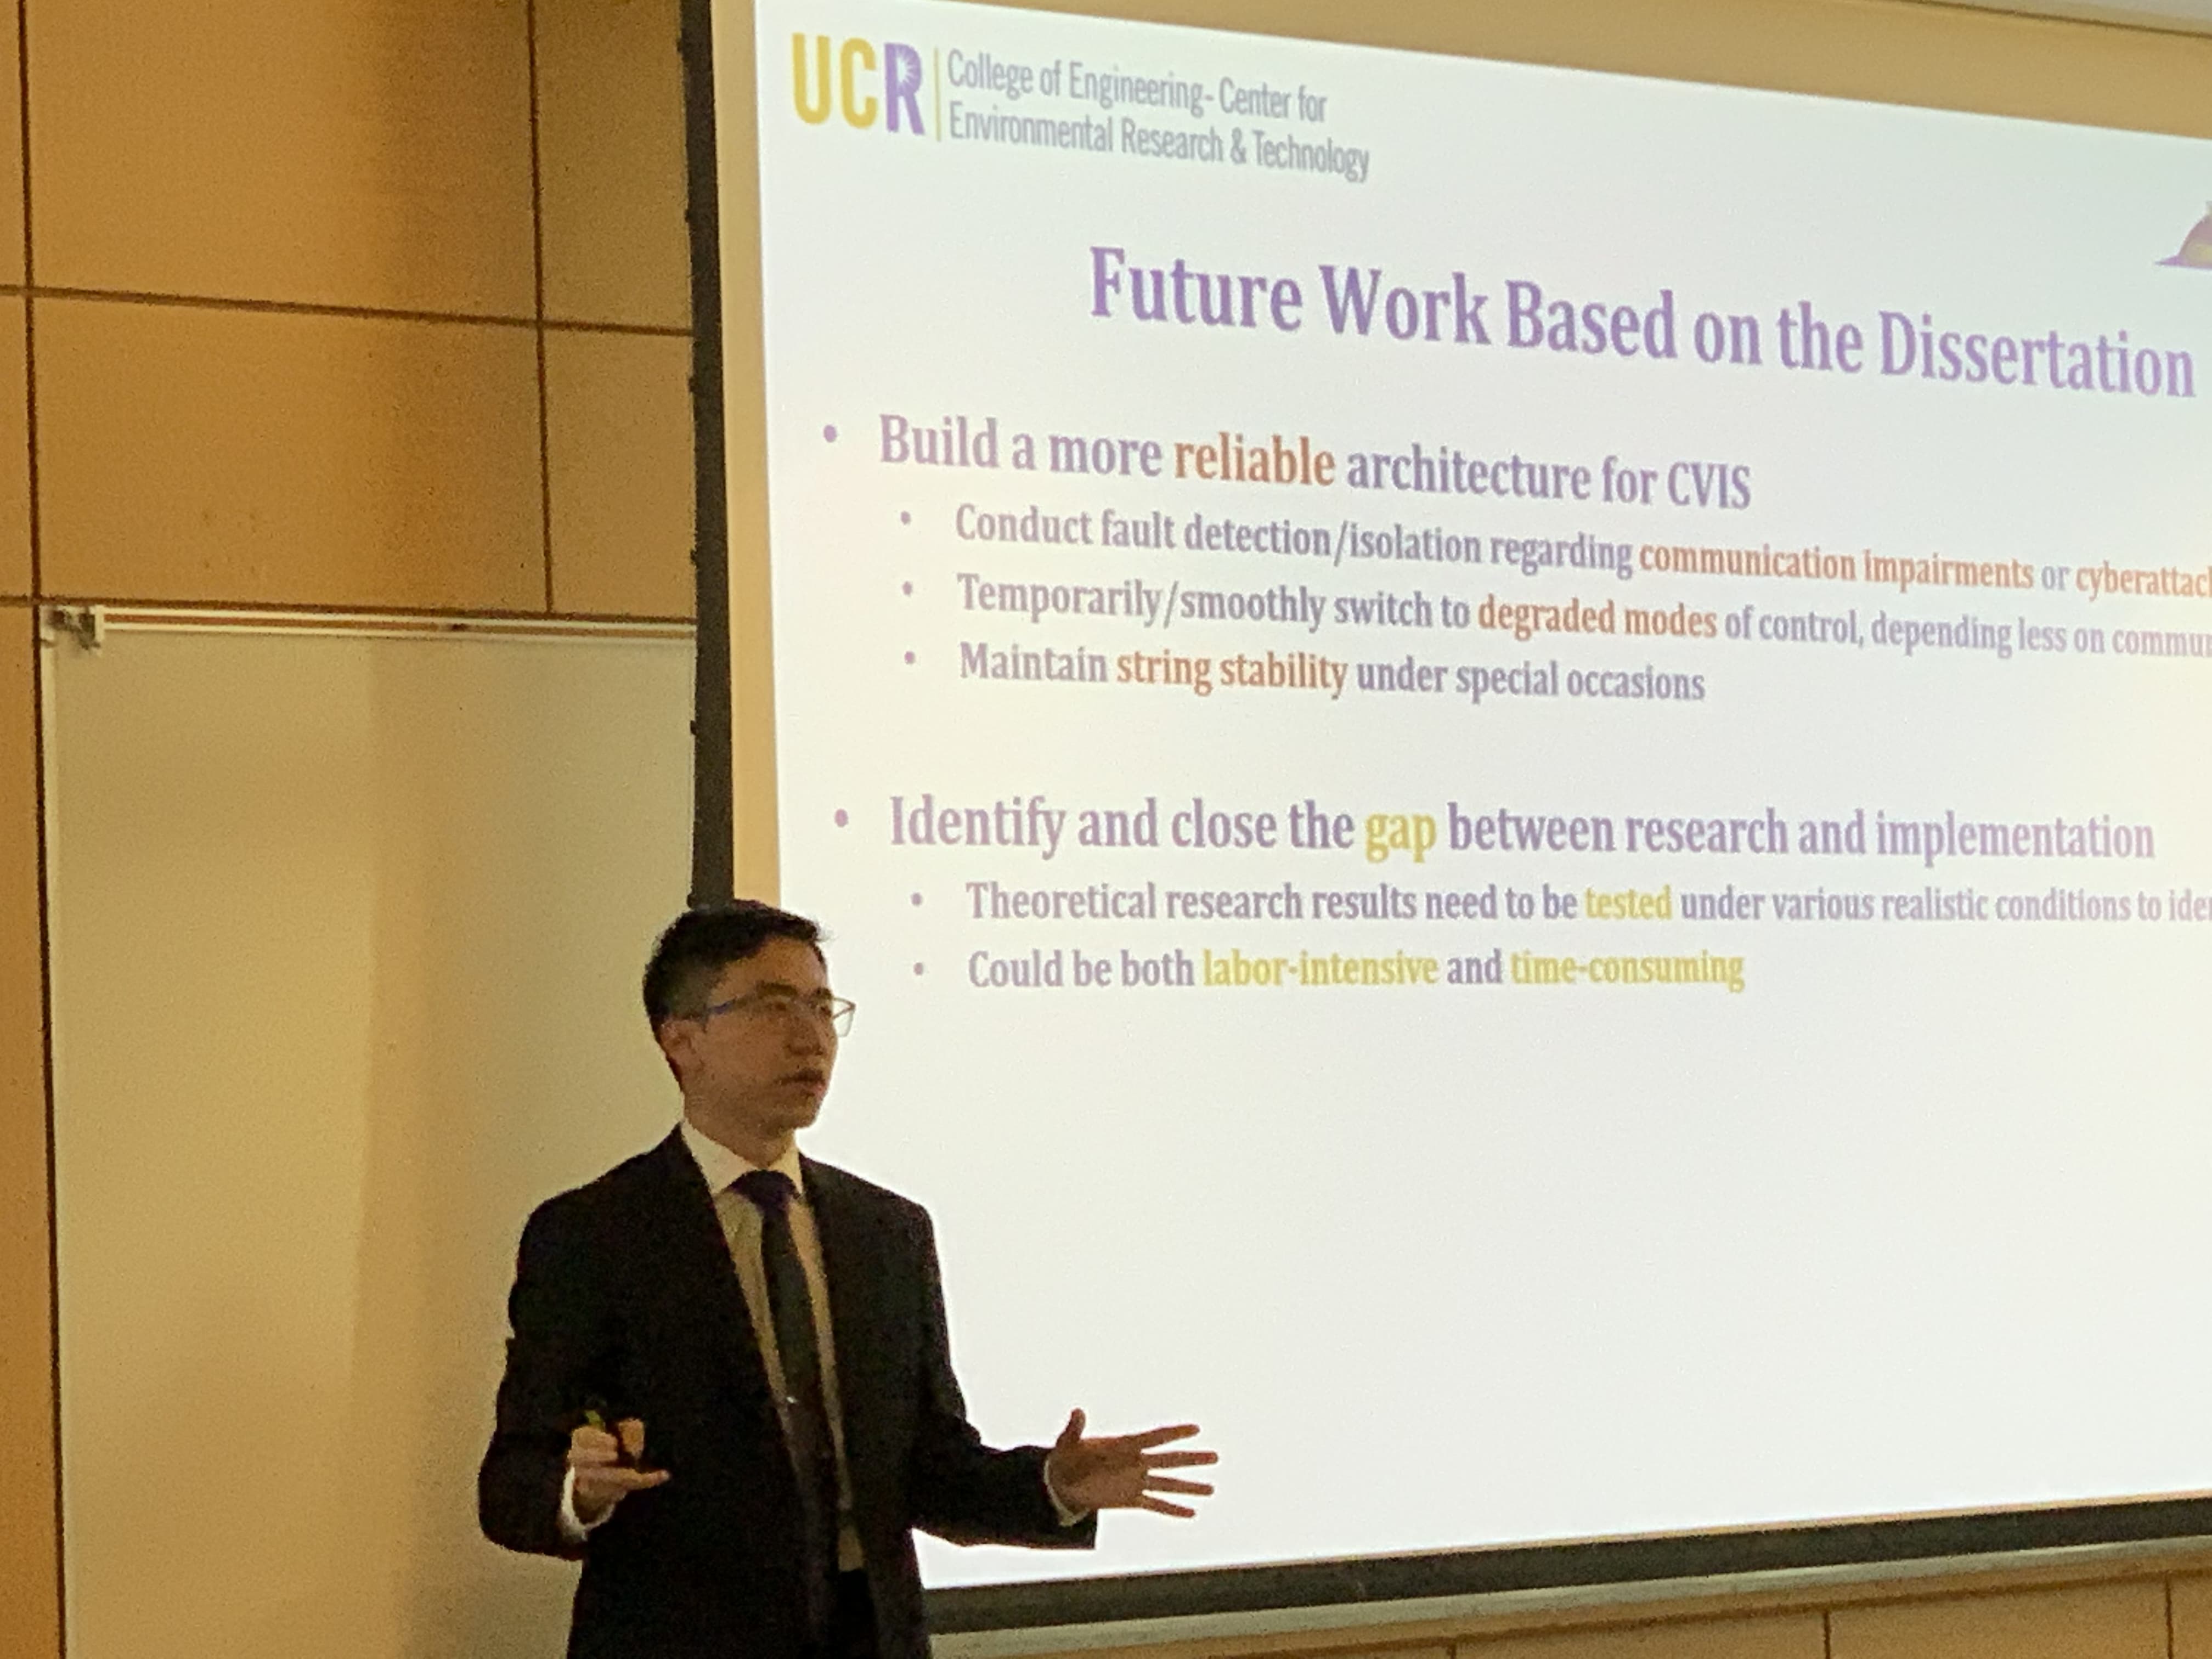 UCR
College of Engineering- Center for
Environmental Research & Technology
Future Work Based on the Dissertation
• Build a more reliable architecture for CVIS
• Conduct fault detection/isolation regarding communication impairments or
• Temporarily/smoothly switch to degraded modes of control, depending less on
• Maintain string stability under special occasions
• Identify and close the gap between research and implementation
• Theoretical research results need to be tested under various realistic conditions to
• Could be both labor-intensive and time-consuming